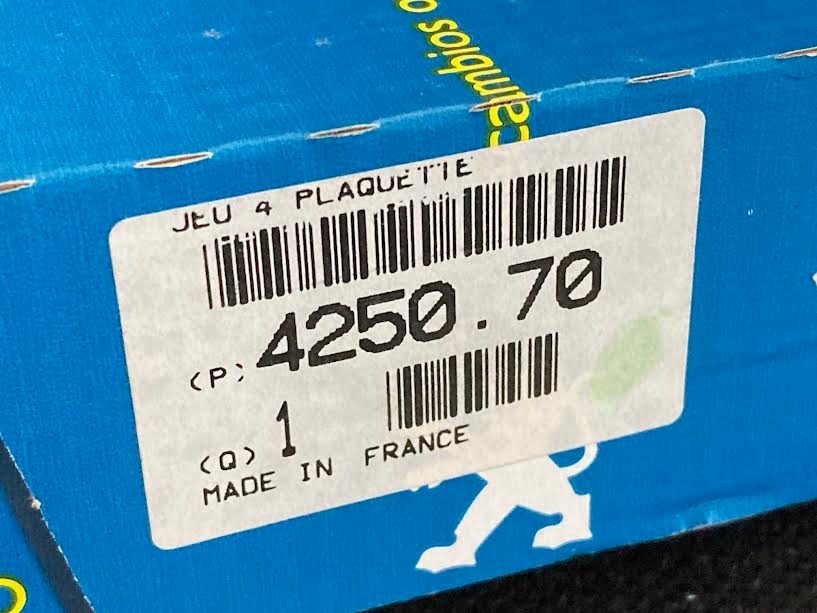 cambios o
JEU 4 PLAQUETTE
(P) 4250.70
(Q) 1
MADE IN FRANCE